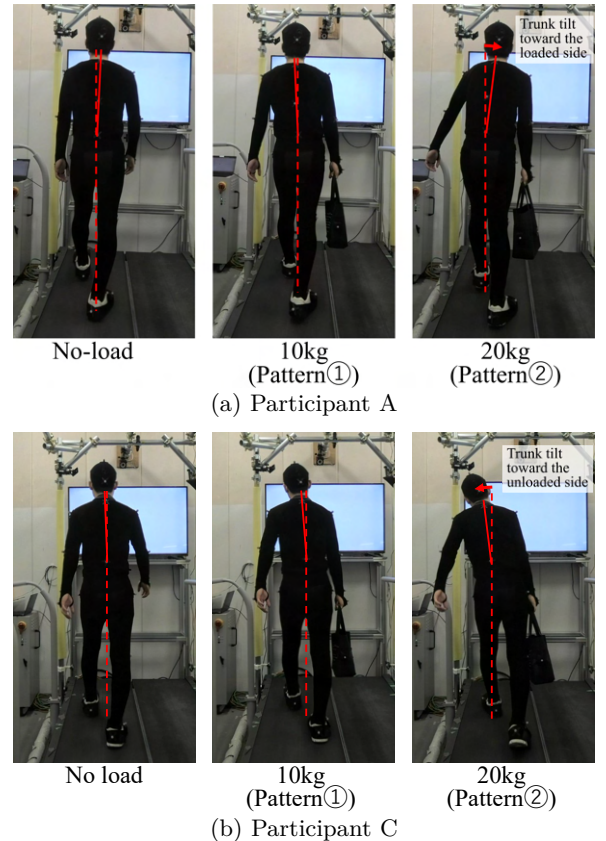 Trunk tilt
toward the
loaded side
No-load
10kg
(Pattern①)
20kg
(Pattern②)
(a) Participant A
Trunk tilt
toward the
unloaded side
No load
10kg
(Pattern①)
20kg
(Pattern②)
(b) Participant C